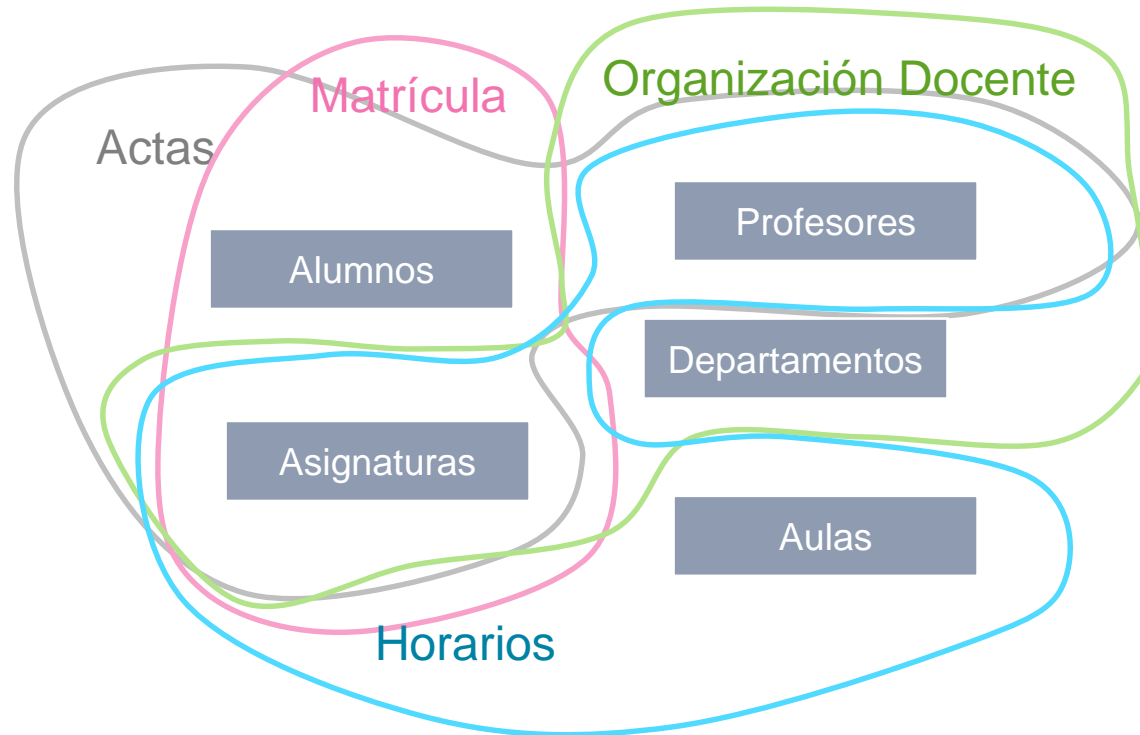 Matrícula
Organización Docente
Actas
Profesores
Alumnos
Departamentos
Asignaturas
Aulas
Horarios